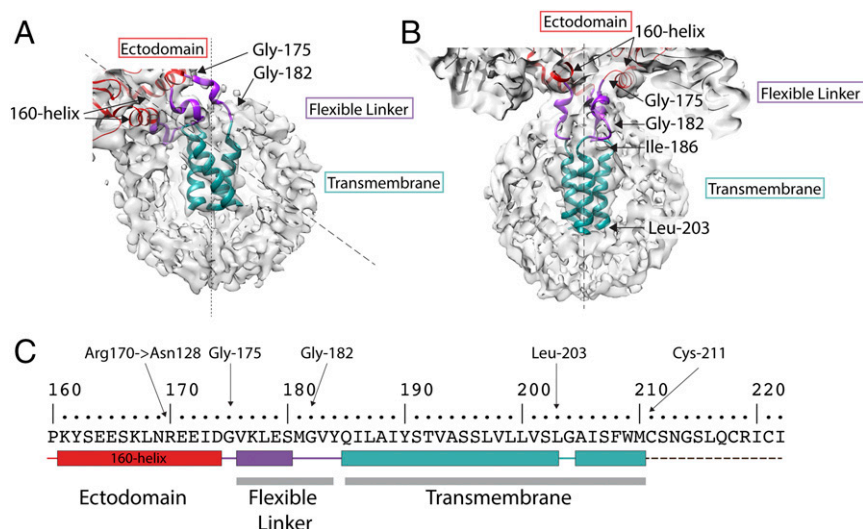 A
Ectodomain
Gly-175
Gly-182
160-helix
Flexible Linker
Transmembrane
B
Ectodomain
160-helix
Gly-175
Flexible Linker
Gly-182
Ile-186
Transmembrane
Leu-203
C
Arg170->Asn128 Gly-175 Gly-182 Leu-203 Cys-211
160 170 180 190 200 210 220
PKYSEESKLNREEIDGVKLESMGVYQILAIYSTVASSLVLLVSLGAISFWMCSNGSLQCRICI
160-helix
Ectodomain Flexible Linker Transmembrane